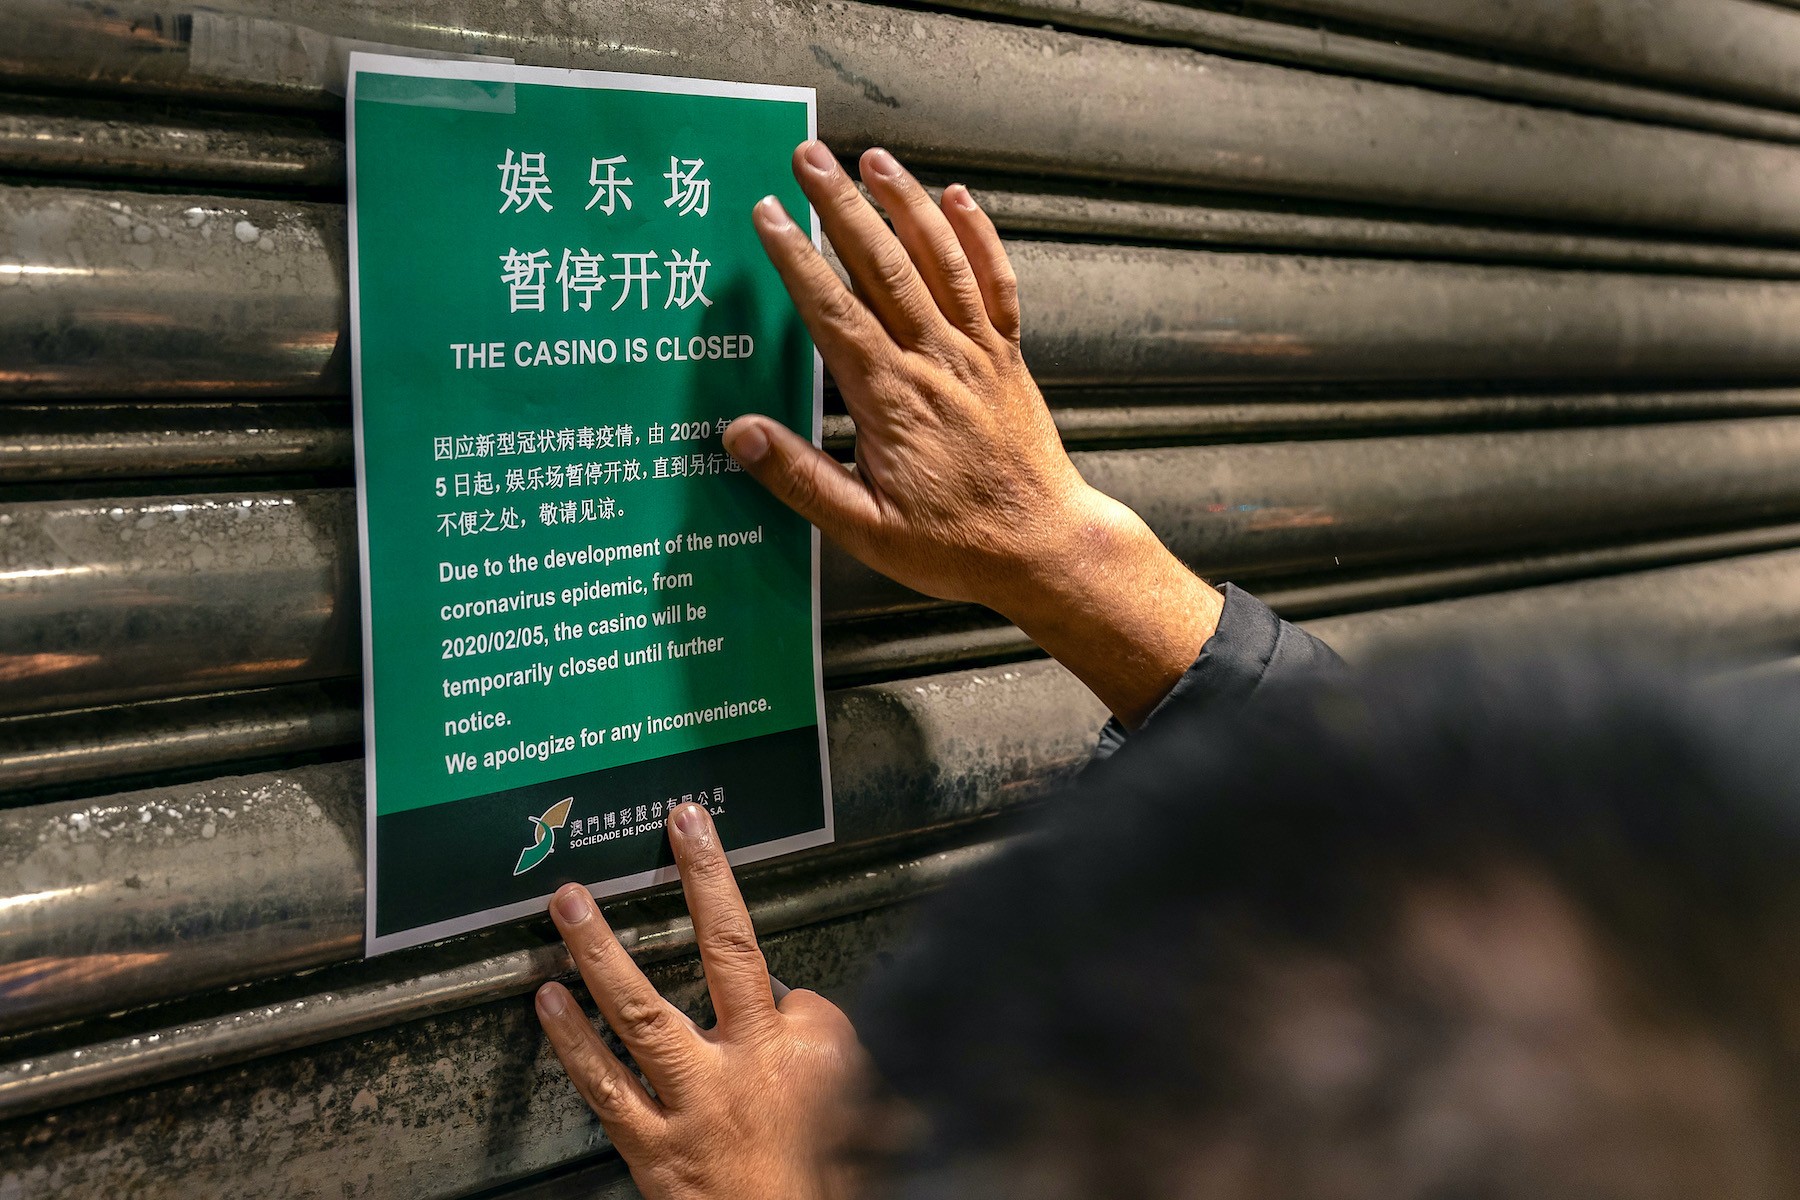 娱乐场
暂停开放
THE CASINO IS CLOSED
因应新型冠状病毒疫情，由 2020 年
5 日起，娱乐场暂停开放，直到另行通
不便之处，敬请见谅。
Due to the development of the novel
coronavirus epidemic, from
2020/02/05, the casino will be
temporarily closed until further
notice.
We apologize for any inconvenience.
澳門博彩股份有限公司
SOCIEDADE DE JOGOS S.A.